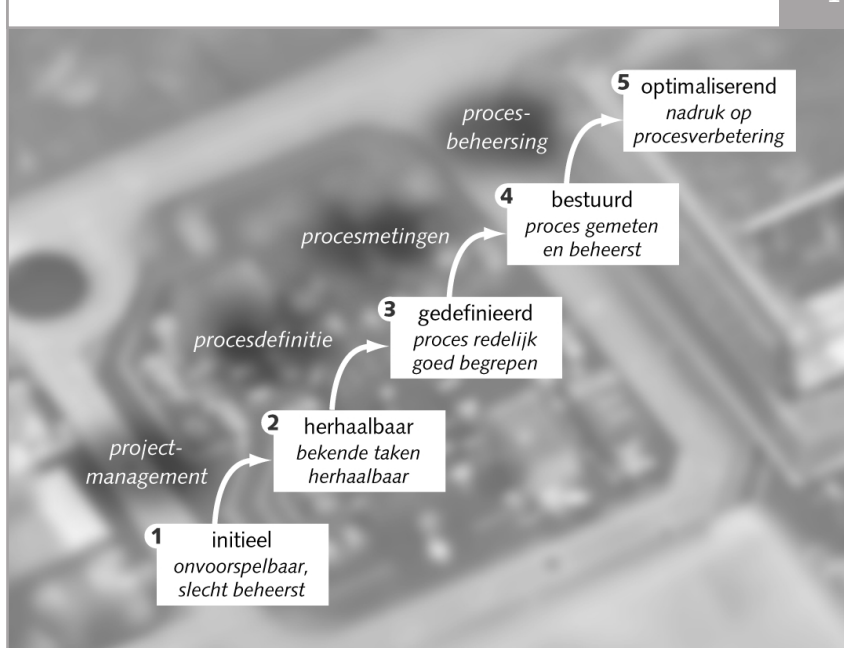 5 optimaliserend
nadruk op
procesverbetering
proces-
beheersing
4 bestuurd
proces gemeten
en beheerst
procesmetingen
3 gedefinieerd
proces redelijk
goed begrepen
procesdefinitie
2 herhaalbaar
bekende taken
herhaalbaar
project-
management
1 initieel
onvoorspelbaar,
slecht beheerst